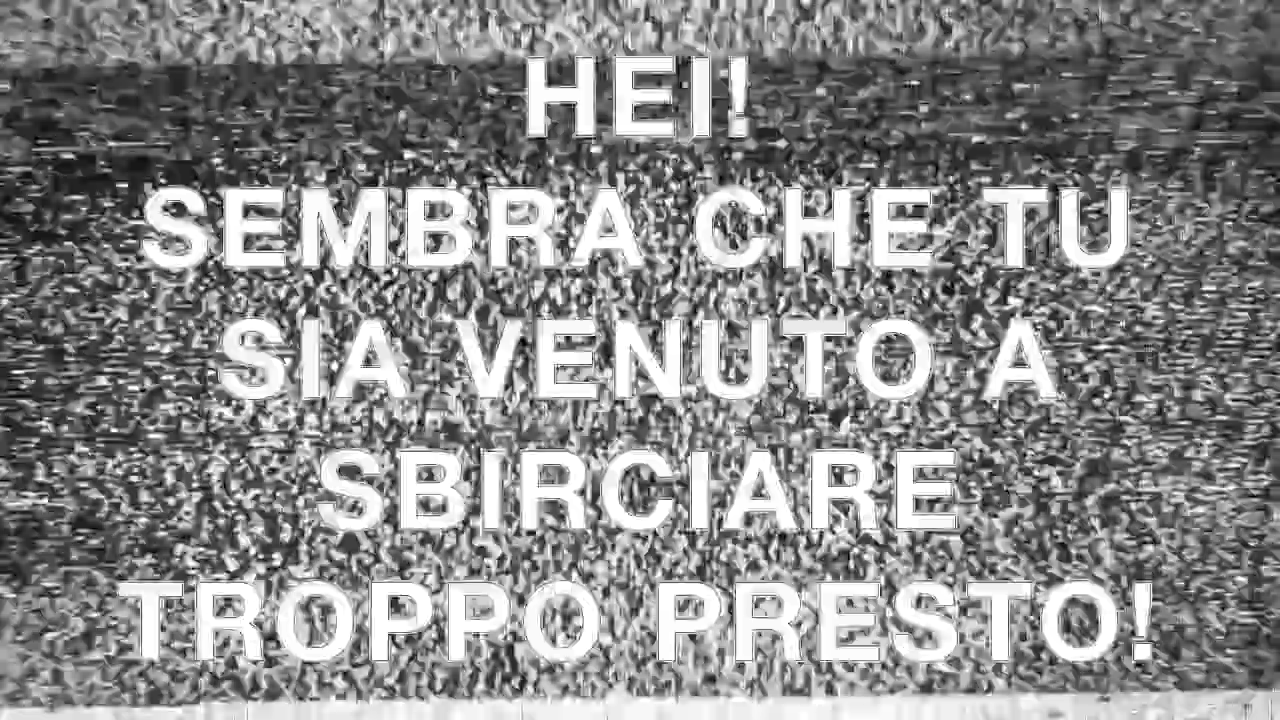 HEI!
SEMBRA CHE TU
SIA VENUTO A
SBIRCIARE
TROPPO PRESTO!